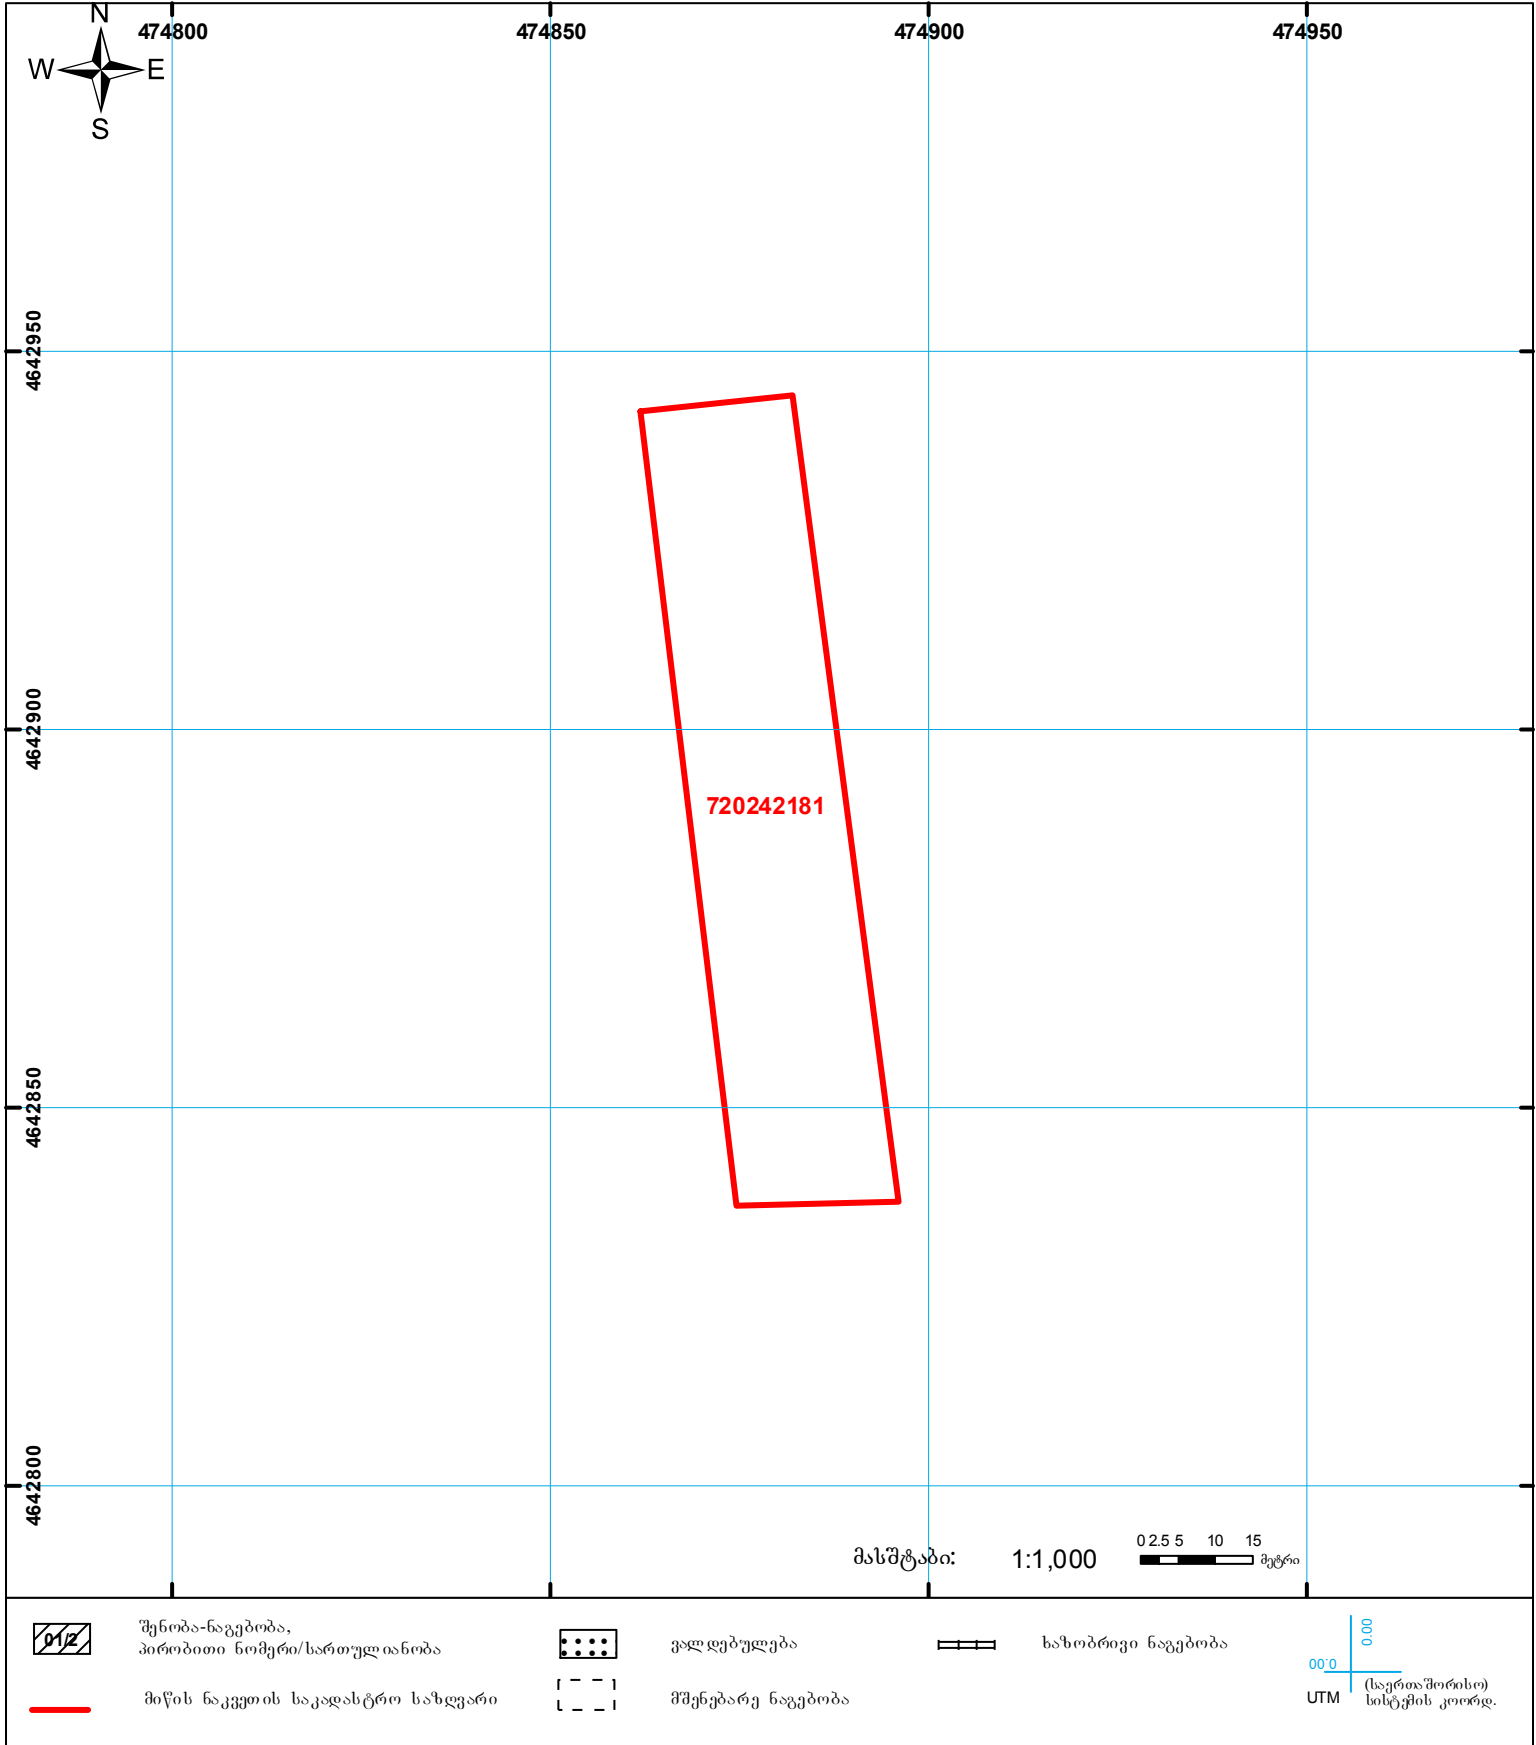 N
W E
S
474800 474850 474900 474950
4642950
4642900
4642850
4642800
720242181
მასშტაბი: 1:1,000
0 2.5 5 10 15
მეტრი
01/2
შენობა-ნაგებობა,
პირობითი ნომერი/სართულიანობა
ვალდებულება
ხაზობრივი ნაგებობა
მიწის ნაკვეთის საკადასტრო საზღვარი
მშენებარე ნაგებობა
00.0
00.0
UTM
(საერთაშორისო)
სისტემის კოორდ.